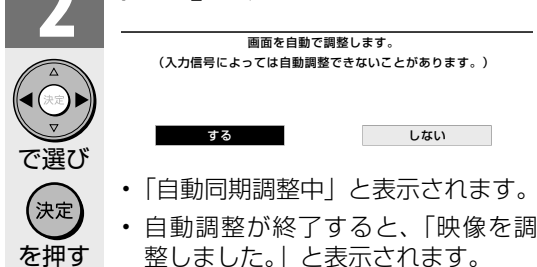 2
画面を自動で調整します。
（入力信号によっては自動調整できないことがあります。）
する
しない
決定
で選び
決定
を押す
・「自動同期調整中」と表示されます。
・自動調整が終了すると、「映像を調
整しました。」と表示されます。